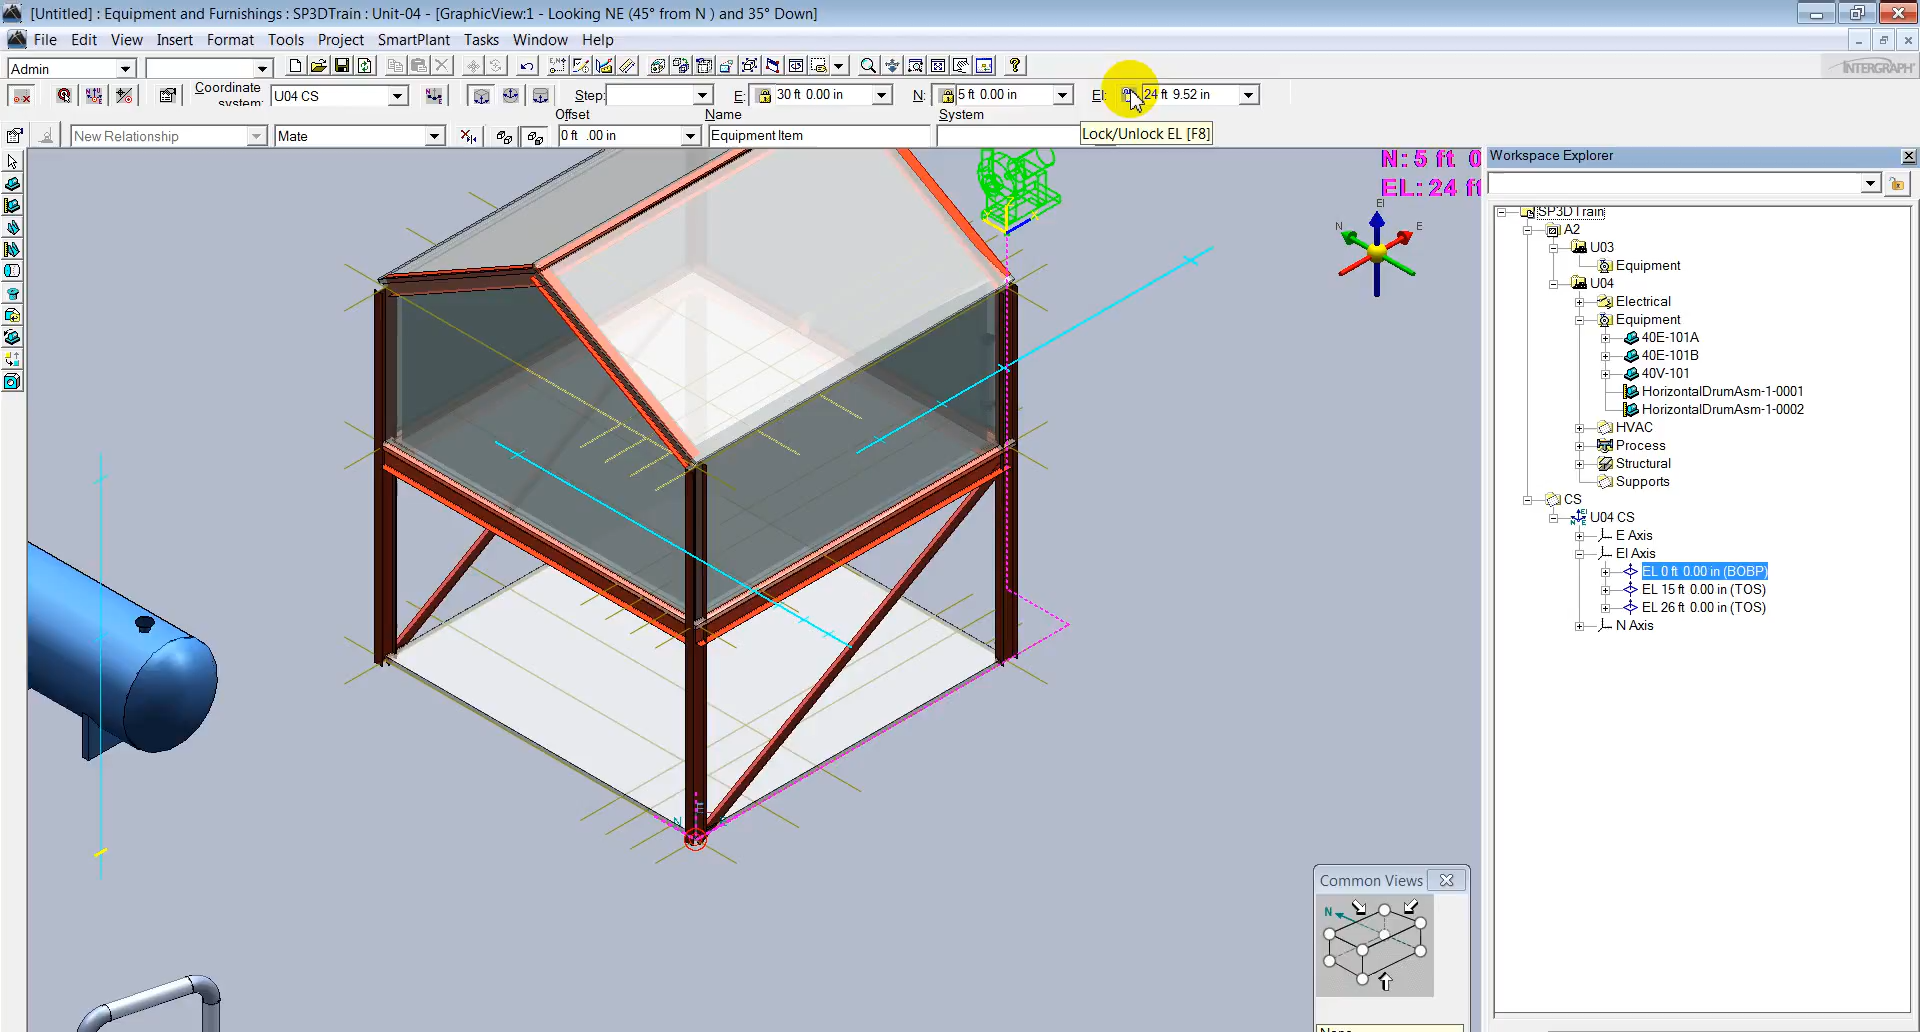 [Untitled] : Equipment and Furnishings : SP3DTrain : Unit-04 - [GraphicView:1 - Looking NE (45° from N ) and 35° Down]
File Edit View Insert Format Tools Project SmartPlant Tasks Window Help
Admin
INTERGRAPH
Coordinate system: U04 CS Step: E: 30 ft 0.00 in N: 5 ft 0.00 in El: 24 ft 9.52 in
Offset Name System
New Relationship Mate 0 ft .00 in Equipment Item
Lock/Unlock EL [F8]
N: 5 ft 0
EL: 24 ft
El
N
E
Workspace Explorer
SP3DTrain
A2
U03
Equipment
U04
Electrical
Equipment
40E-101A
40E-101B
40V-101
HorizontalDrumAsm-1-0001
HorizontalDrumAsm-1-0002
HVAC
Process
Structural
Supports
CS
U04 CS
E Axis
El Axis
EL 0 ft 0.00 in (BOBP)
EL 15 ft 0.00 in (TOS)
EL 26 ft 0.00 in (TOS)
N Axis
N
E
Common Views
N